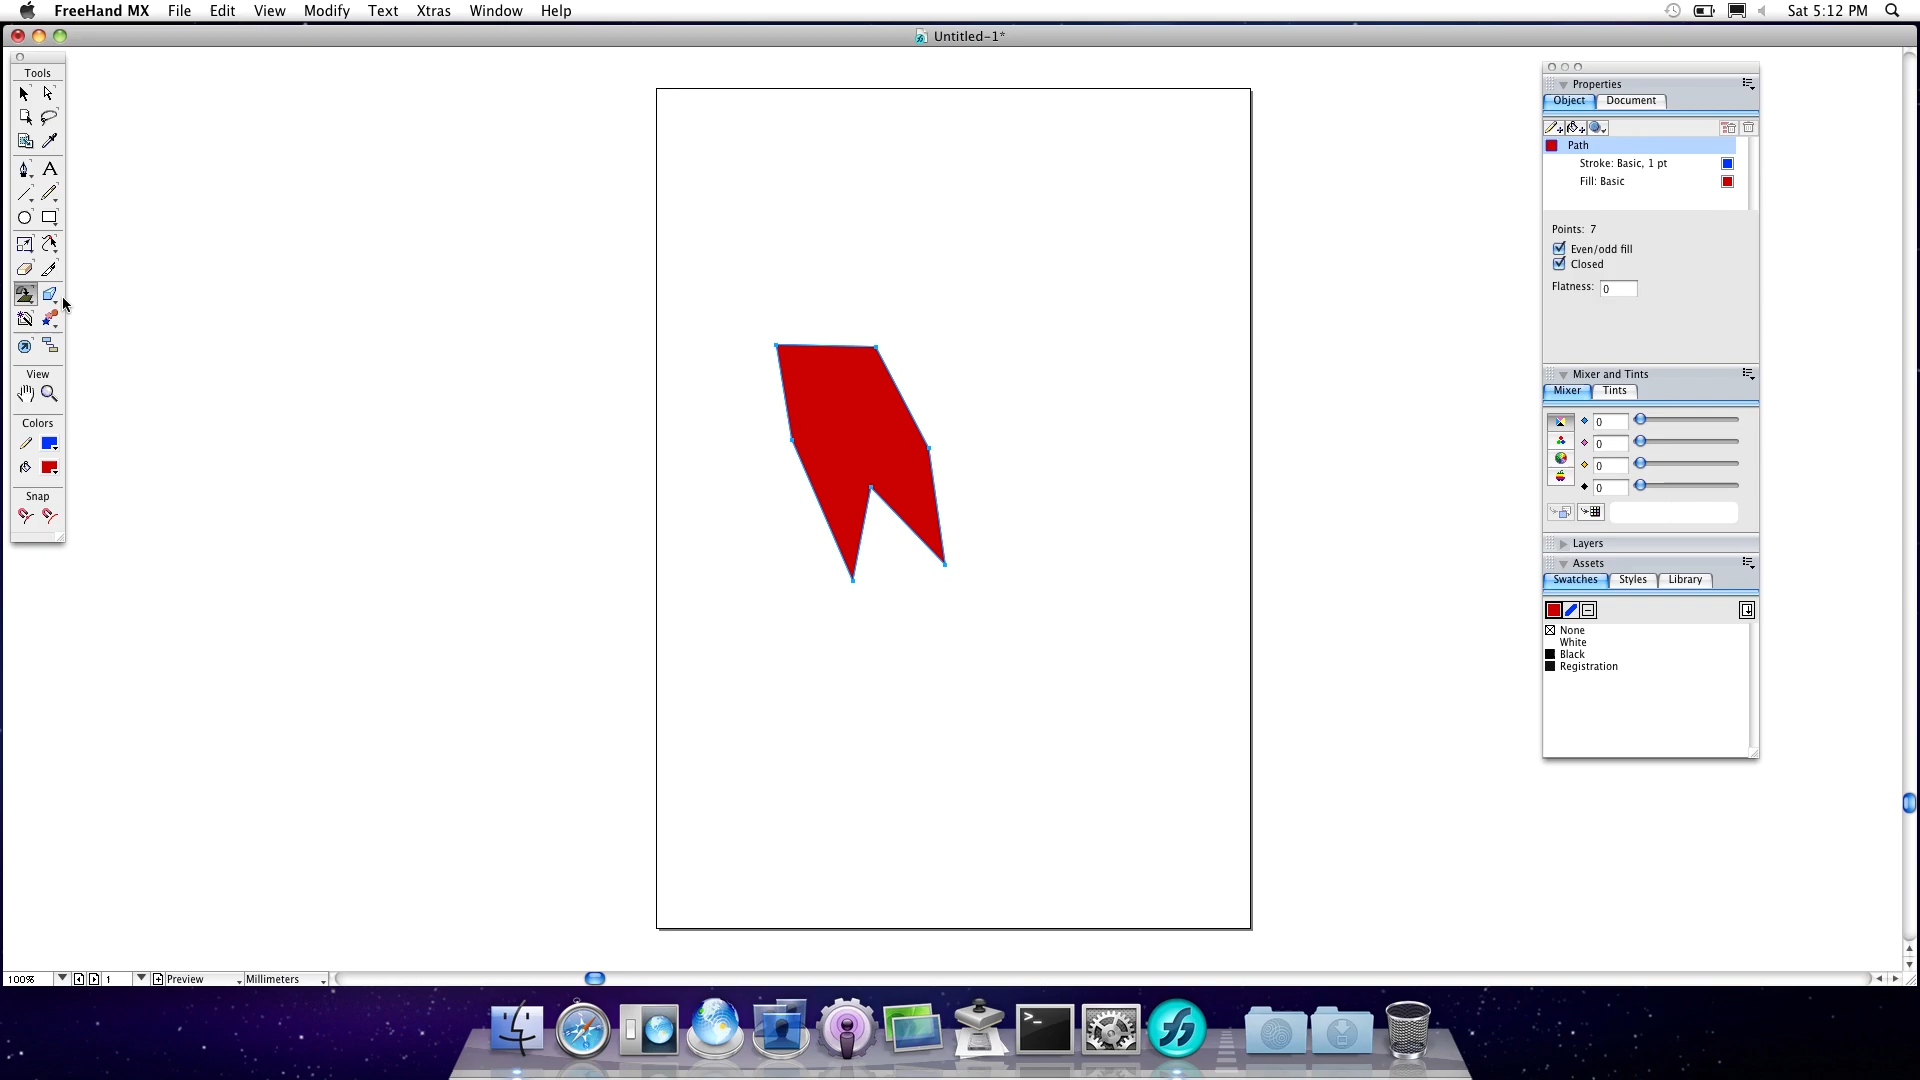 FreeHand MX File Edit View Modify Text Xtras Window Help Sat 5:12 PM
Untitled-1*
Tools
A
View
Colors
Snap
Properties
Object Document
Path
Stroke: Basic, 1 pt
Fill: Basic
Points: 7
Even/odd fill
Closed
Flatness: 0
Mixer and Tints
Mixer Tints
0
0
0
0
Layers
Assets
Swatches Styles Library
None
White
Black
Registration
100% 1 Preview Millimeters